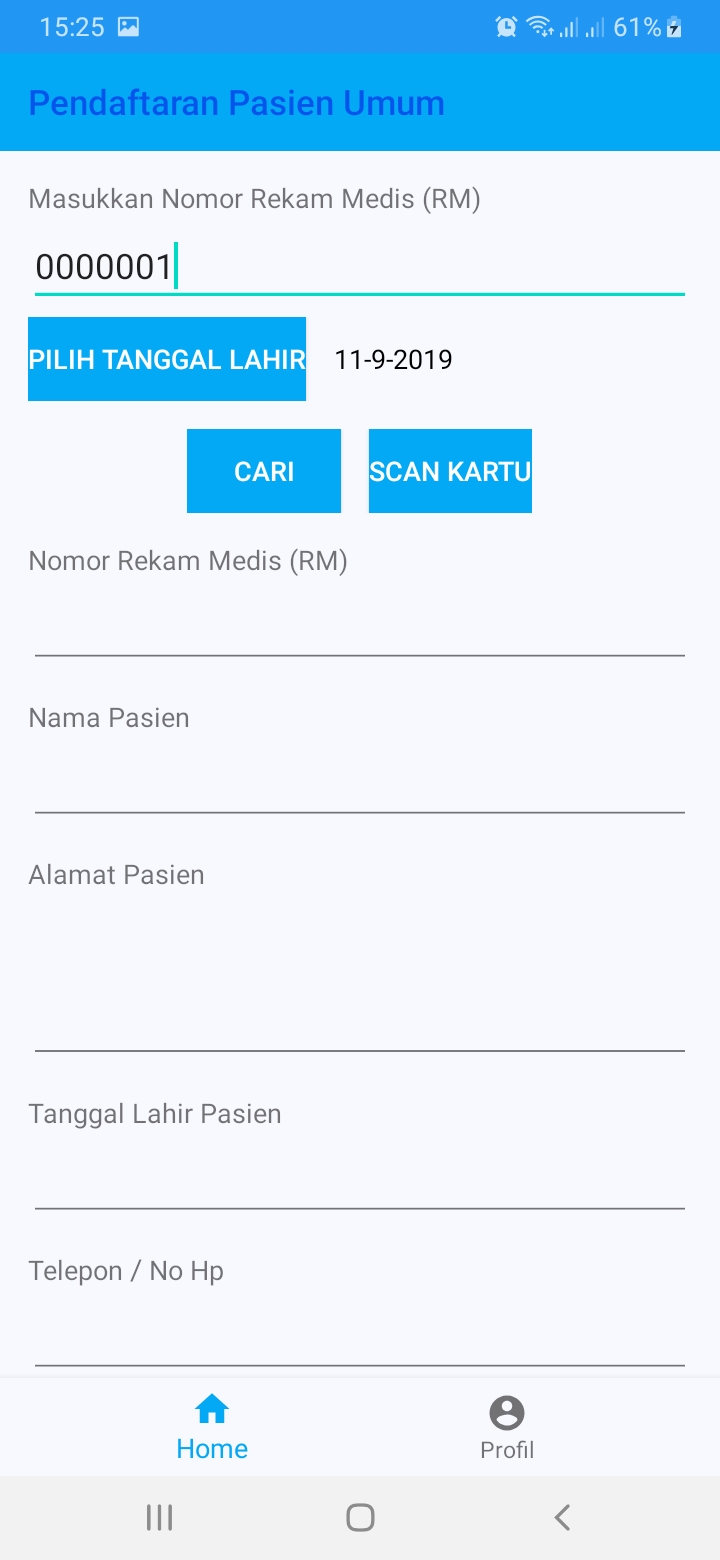 15:25
61%
Pendaftaran Pasien Umum
Masukkan Nomor Rekam Medis (RM)
0000001
PILIH TANGGAL LAHIR 11-9-2019
CARI SCAN KARTU
Nomor Rekam Medis (RM)
Nama Pasien
Alamat Pasien
Tanggal Lahir Pasien
Telepon / No Hp
Home Profil